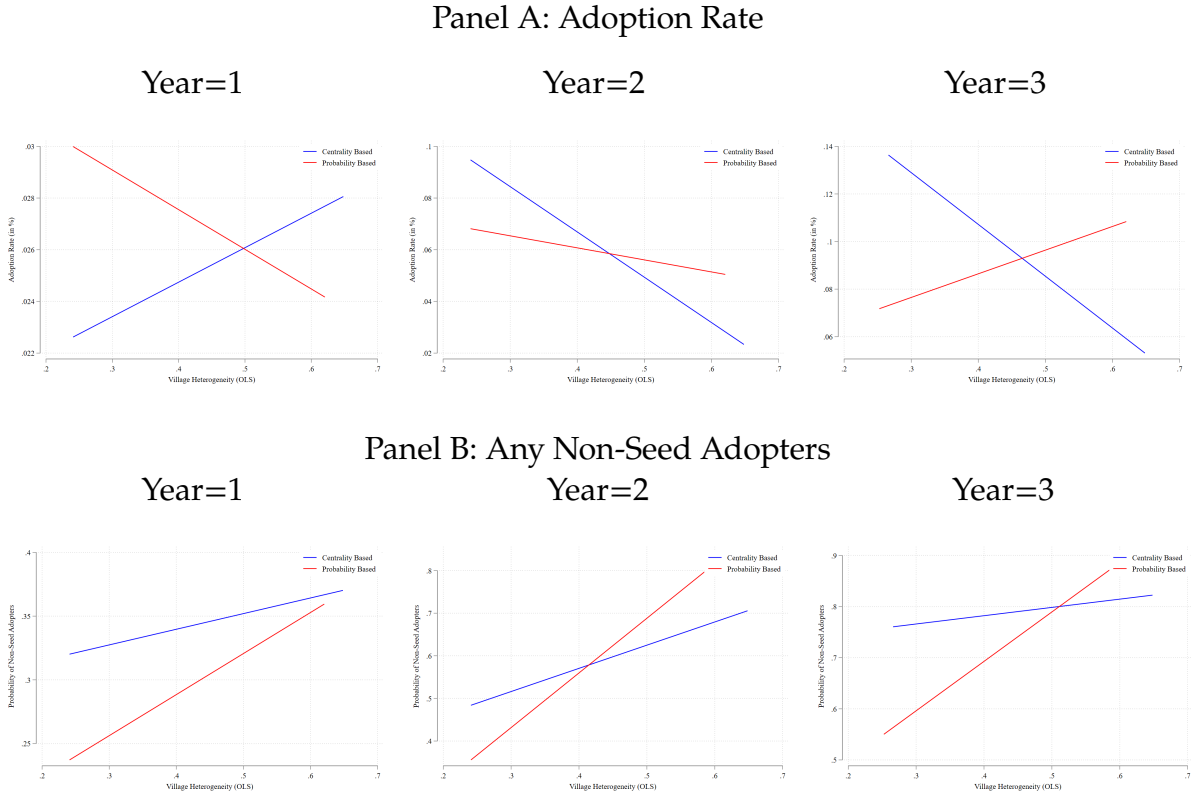 Panel A: Adoption Rate
Year=1
Year=2
Year=3
Centrality Based
Probability Based
Adoption Rate (in %)
.03
.028
.026
.024
.022
.2 .3 .4 .5 .6 .7
Village Heterogeneity (OLS)
Centrality Based
Probability Based
Adoption Rate (in %)
.1
.08
.06
.04
.02
.2 .3 .4 .5 .6 .7
Village Heterogeneity (OLS)
Centrality Based
Probability Based
Adoption Rate (in %)
.14
.12
.1
.08
.06
.2 .3 .4 .5 .6 .7
Village Heterogeneity (OLS)
Panel B: Any Non-Seed Adopters
Year=1
Year=2
Year=3
Centrality Based
Probability Based
Probability of Non-Seed Adopters
.4
.35
.3
.25
.2 .3 .4 .5 .6 .7
Village Heterogeneity (OLS)
Centrality Based
Probability Based
Probability of Non-Seed Adopters
.8
.7
.6
.5
.4
.2 .3 .4 .5 .6 .7
Village Heterogeneity (OLS)
Centrality Based
Probability Based
Probability of Non-Seed Adopters
.9
.8
.7
.6
.5
.2 .3 .4 .5 .6 .7
Village Heterogeneity (OLS)